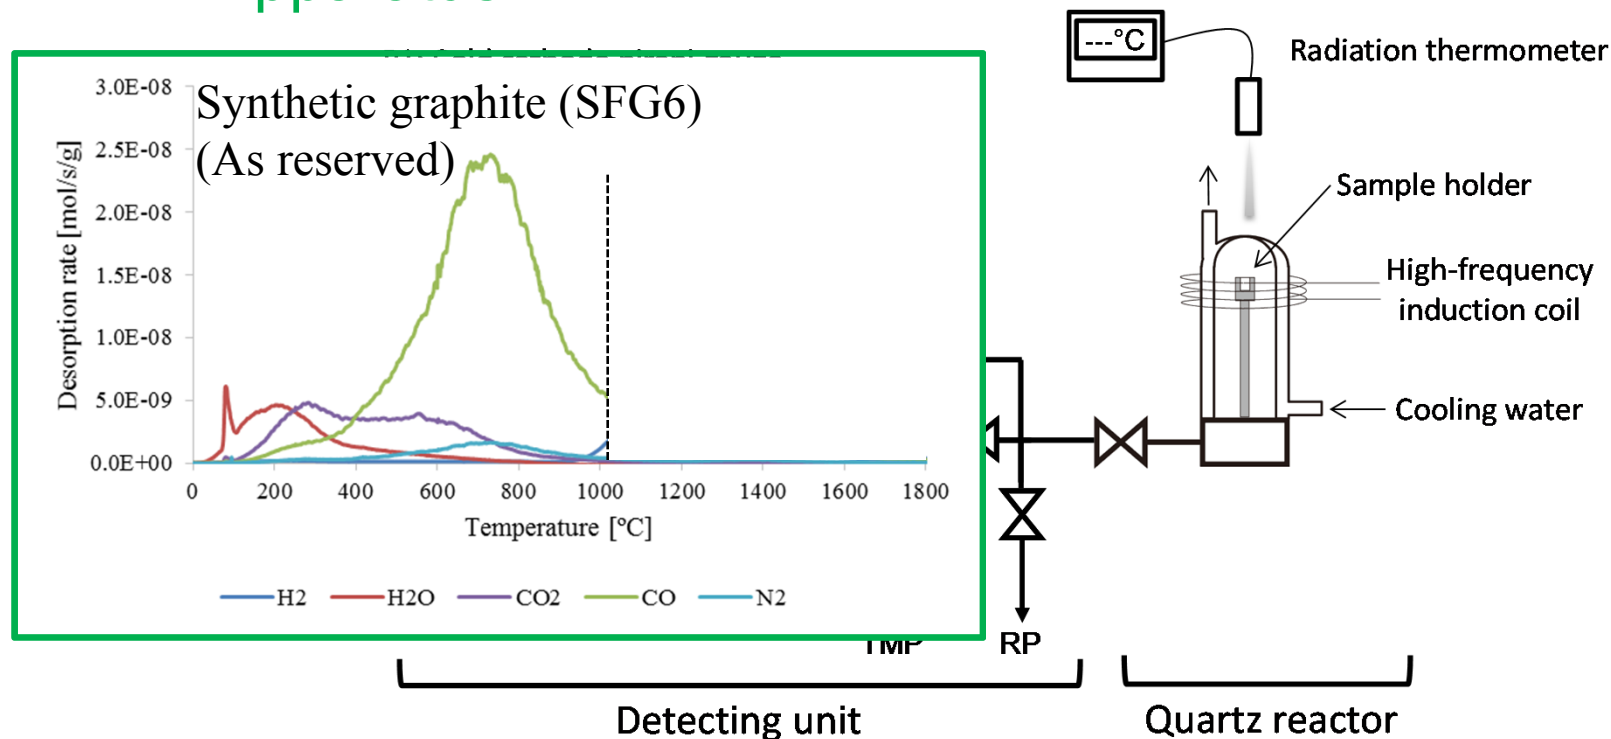 Synthetic graphite (SFG6)
(As reserved)
Desorption rate [mol/s/g]
3.0E-08
2.5E-08
2.0E-08
1.5E-08
1.0E-08
5.0E-09
0.0E+00
0 200 400 600 800 1000 1200 1400 1600 1800
Temperature [°C]
H2 H2O CO2 CO N2
---°C
Radiation thermometer
Sample holder
High-frequency
induction coil
Cooling water
TMP RP
Detecting unit
Quartz reactor